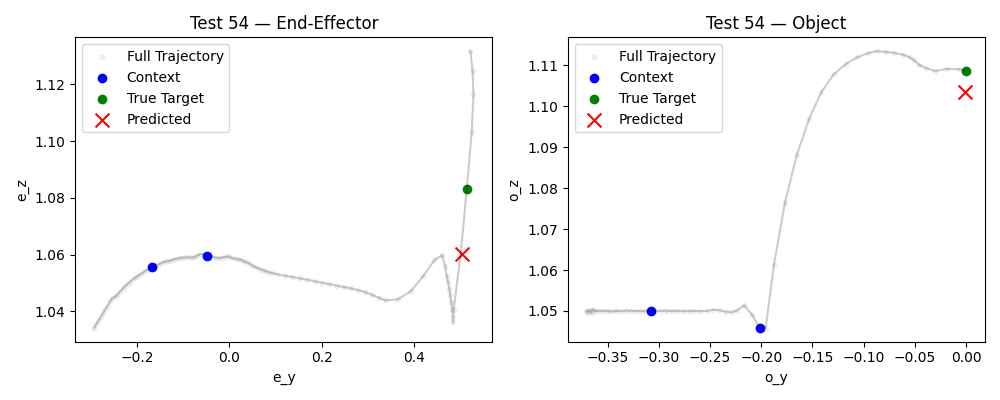 Test 54 — End-Effector
Full Trajectory
Context
True Target
Predicted
1.12
1.10
1.08
1.06
1.04
e_z
−0.2
0.0
0.2
0.4
e_y
Test 54 — Object
Full Trajectory
Context
True Target
Predicted
1.11
1.10
1.09
1.08
1.07
1.06
1.05
o_z
−0.35
−0.30
−0.25
−0.20
−0.15
−0.10
−0.05
0.00
o_y